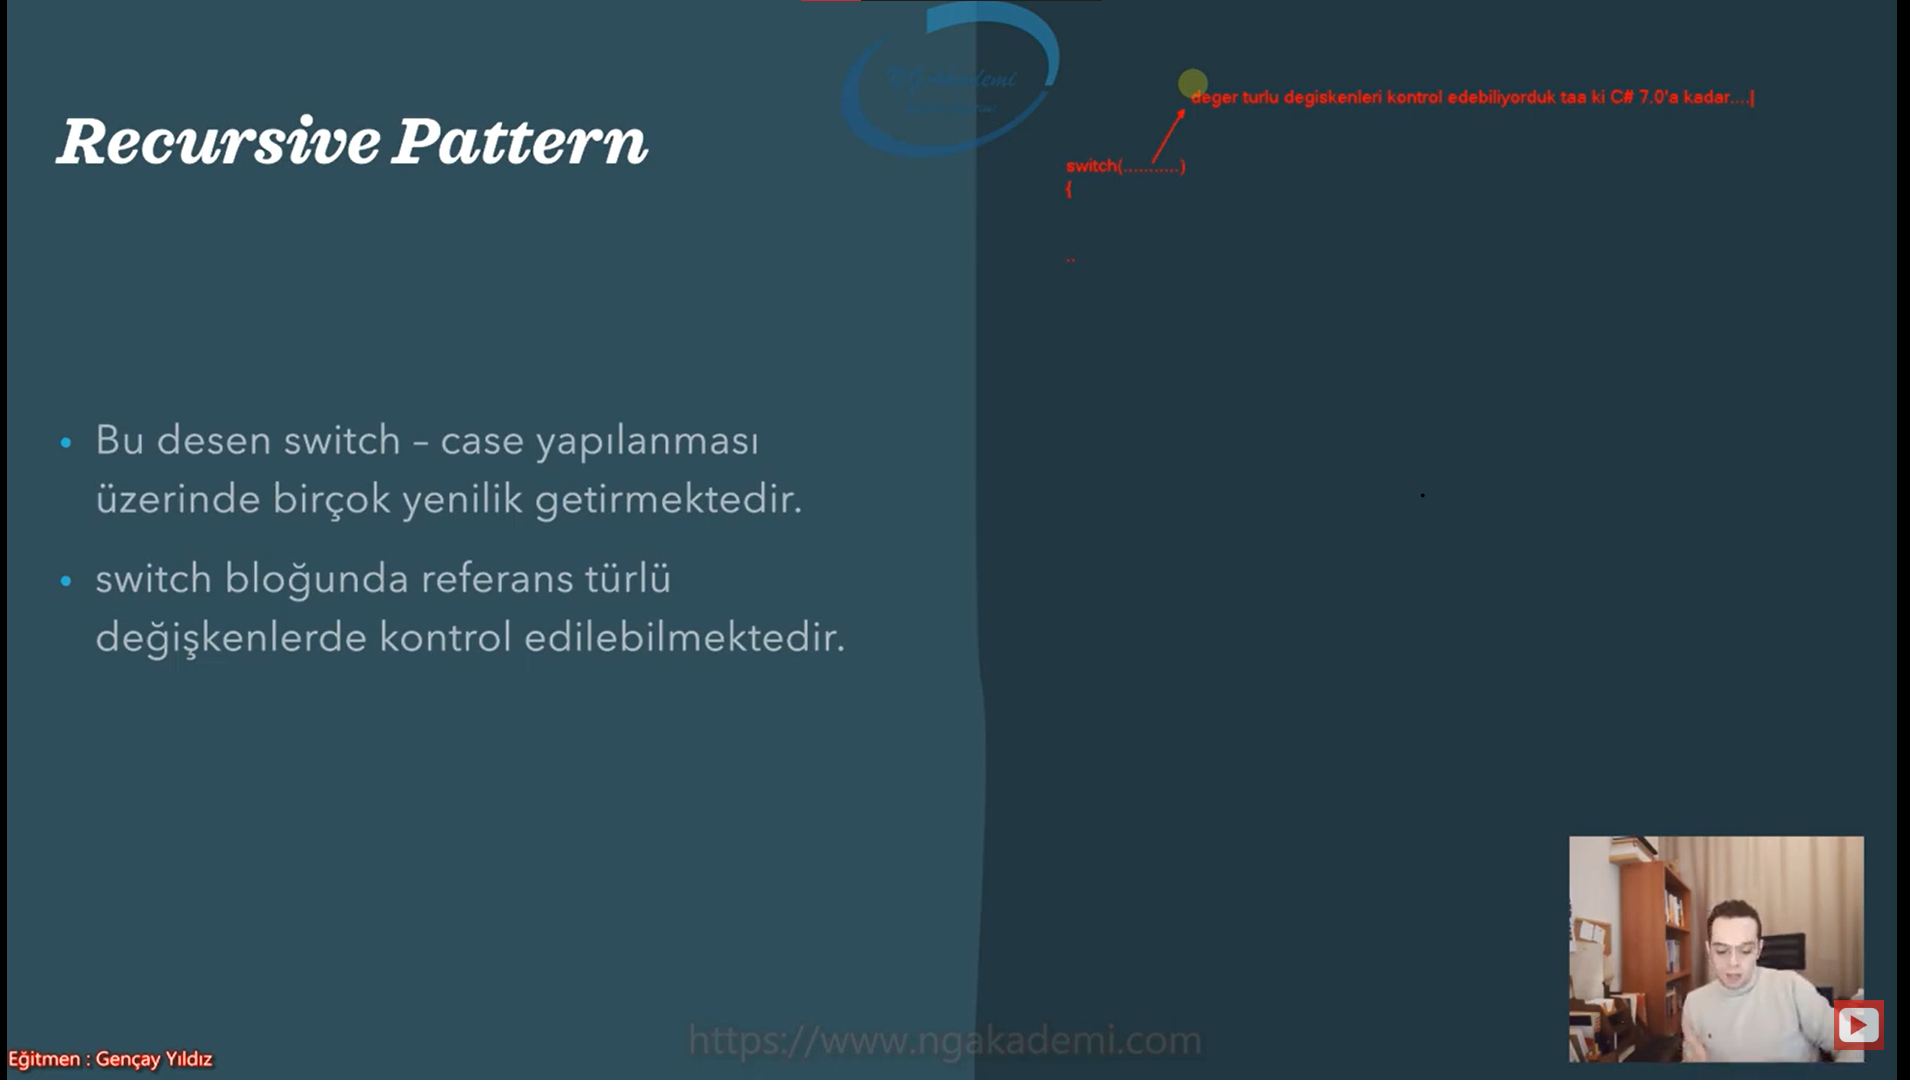 Recursive Pattern
Bu desen switch – case yapılanması
üzerinde birçok yenilik getirmektedir.
switch bloğunda referans türlü
değişkenlerde kontrol edilebilmektedir.
deger turlu degiskenleri kontrol edebiliyorduk taa ki C# 7.0'a kadar....|
switch(...........)
{
..
https://www.ngakademi.com
Eğitmen : Gençay Yıldız